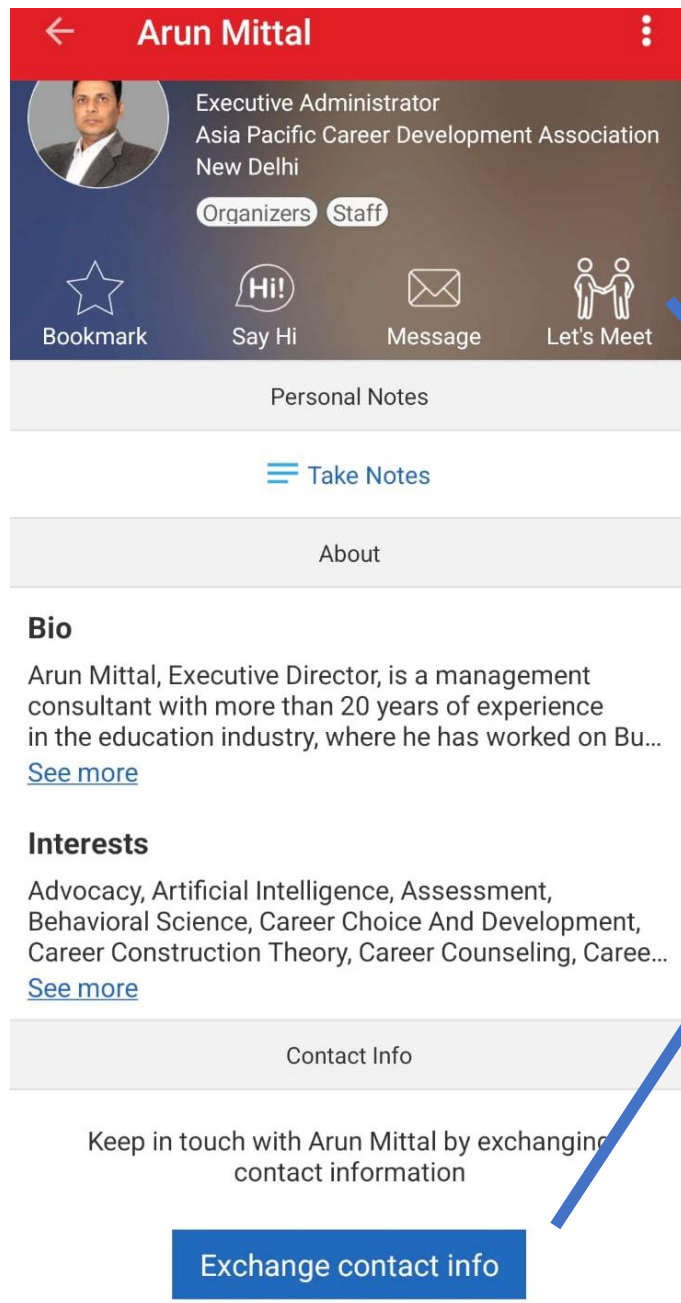 Arun Mittal
Executive Administrator
Asia Pacific Career Development Association
New Delhi
Organizers Staff
Hi!
Bookmark Say Hi Message Let's Meet
Personal Notes
Take Notes
About
Bio
Arun Mittal, Executive Director, is a management
consultant with more than 20 years of experience
in the education industry, where he has worked on Bu...
See more
Interests
Advocacy, Artificial Intelligence, Assessment,
Behavioral Science, Career Choice And Development,
Career Construction Theory, Career Counseling, Caree...
See more
Contact Info
Keep in touch with Arun Mittal by exchanging
contact information
Exchange contact info